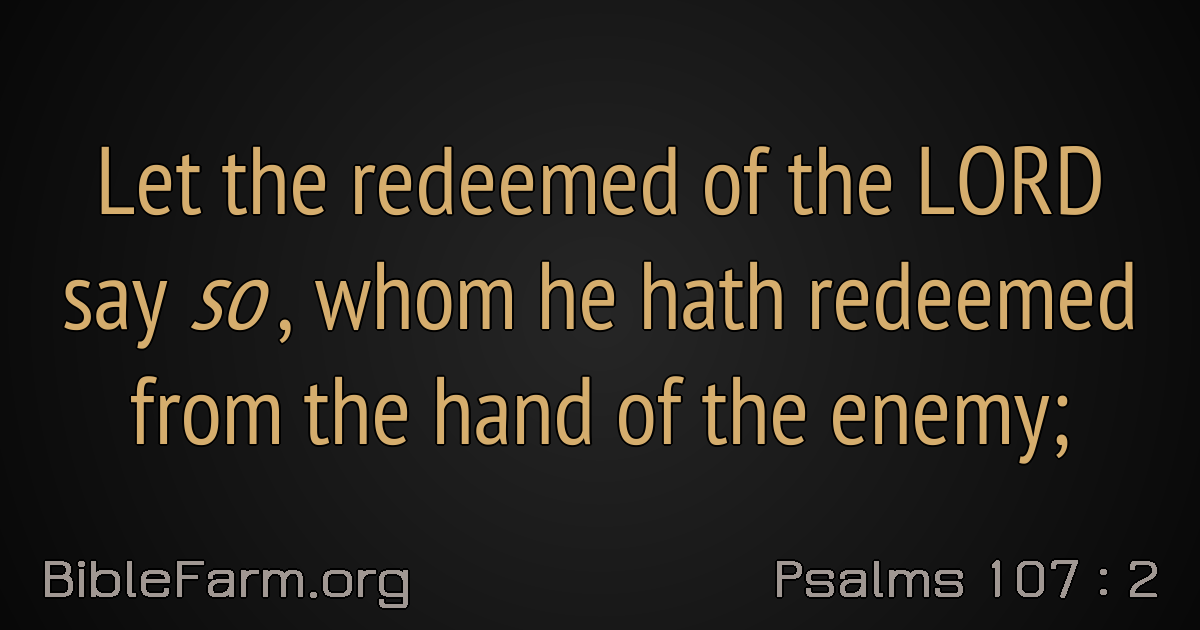 Let the redeemed of the LORD
say so, whom he hath redeemed
from the hand of the enemy;
BibleFarm.org
Psalms 107 : 2